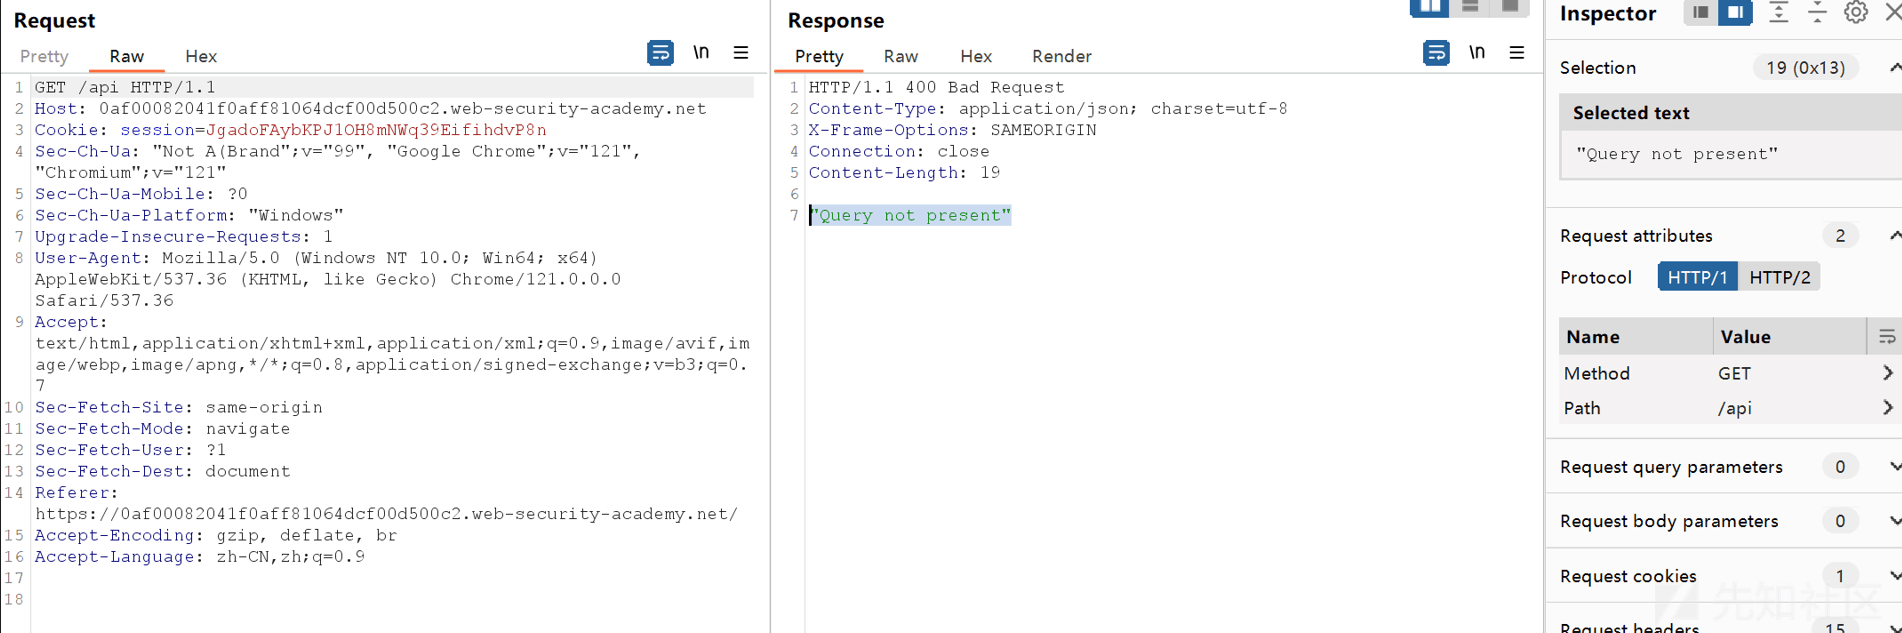 Request
Pretty Raw Hex \n
1 GET /api HTTP/1.1
2 Host: 0af00082041f0aff81064dcf00d500c2.web-security-academy.net
3 Cookie: session=JgadoFAybKPJ1OH8mNWq39EifihdvP8n
4 Sec-Ch-Ua: "Not A(Brand";v="99", "Google Chrome";v="121",
"Chromium";v="121"
5 Sec-Ch-Ua-Mobile: ?0
6 Sec-Ch-Ua-Platform: "Windows"
7 Upgrade-Insecure-Requests: 1
8 User-Agent: Mozilla/5.0 (Windows NT 10.0; Win64; x64)
AppleWebKit/537.36 (KHTML, like Gecko) Chrome/121.0.0.0
Safari/537.36
9 Accept:
text/html,application/xhtml+xml,application/xml;q=0.9,image/avif,im
age/webp,image/apng,*/*;q=0.8,application/signed-exchange;v=b3;q=0.
7
10 Sec-Fetch-Site: same-origin
11 Sec-Fetch-Mode: navigate
12 Sec-Fetch-User: ?1
13 Sec-Fetch-Dest: document
14 Referer:
https://0af00082041f0aff81064dcf00d500c2.web-security-academy.net/
15 Accept-Encoding: gzip, deflate, br
16 Accept-Language: zh-CN,zh;q=0.9
17
18
Response
Pretty Raw Hex Render \n
1 HTTP/1.1 400 Bad Request
2 Content-Type: application/json; charset=utf-8
3 X-Frame-Options: SAMEORIGIN
4 Connection: close
5 Content-Length: 19
6
7 "Query not present"
Inspector
Selection 19 (0x13)
Selected text
"Query not present"
Request attributes 2
Protocol HTTP/1 HTTP/2
Name Value
Method GET
Path /api
Request query parameters 0
Request body parameters 0
Request cookies 1
Request headers 15
先知社区